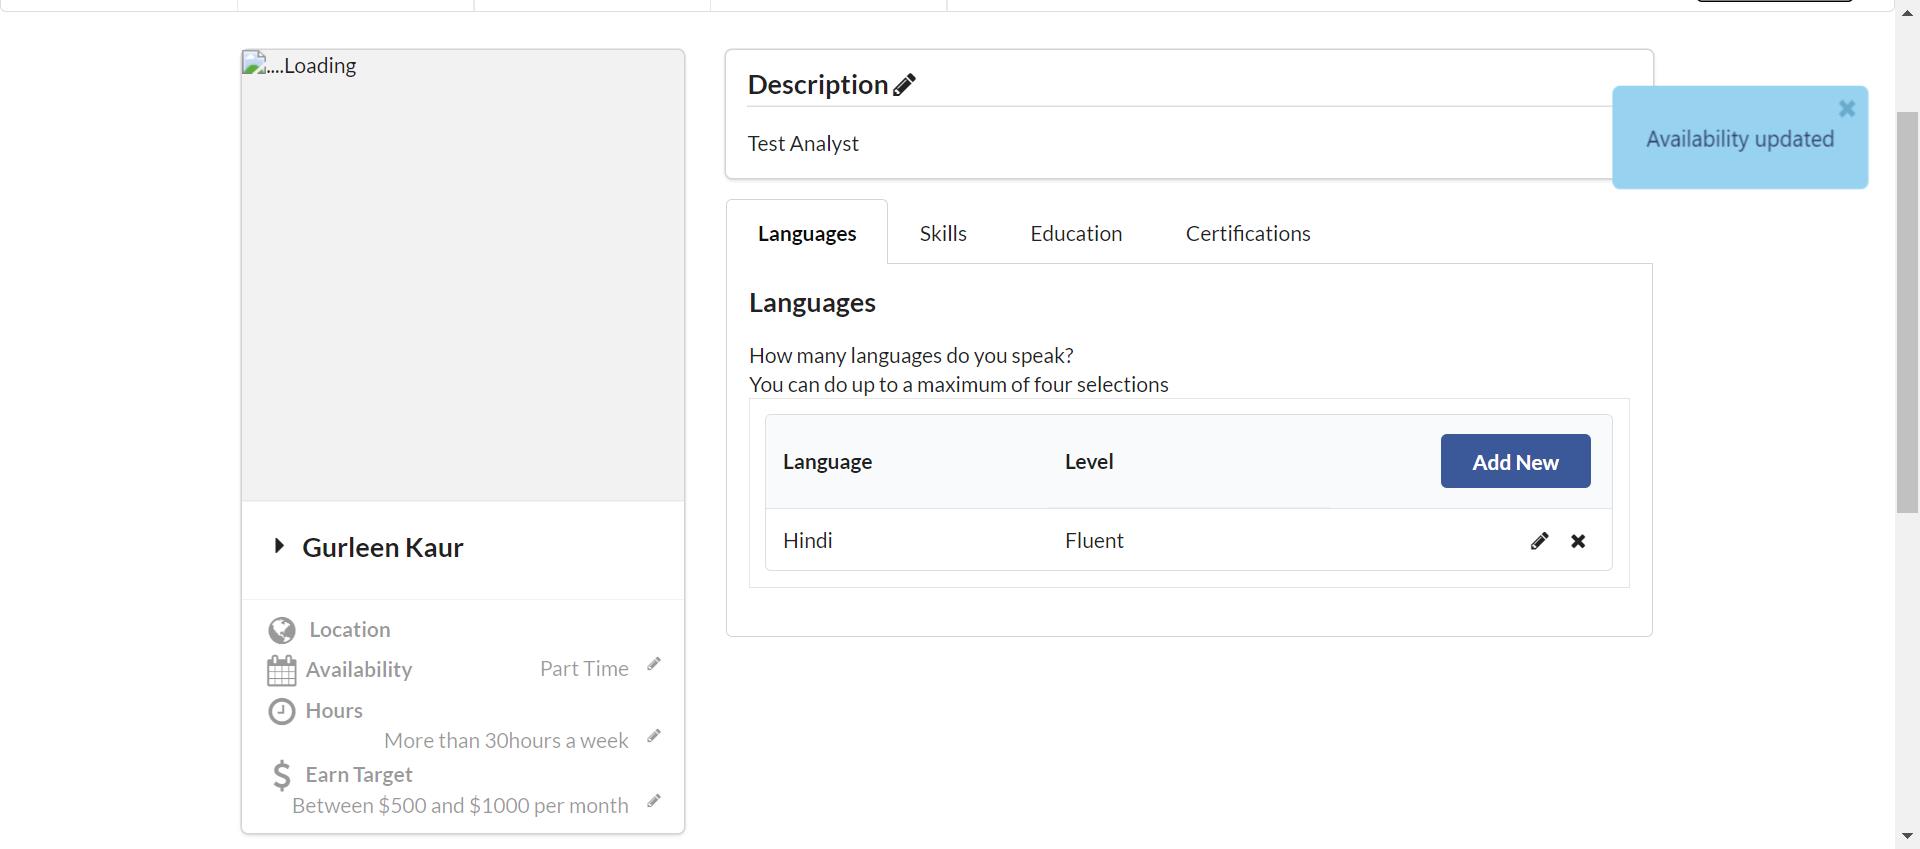 ....Loading
Gurleen Kaur
Location
Availability Part Time
Hours
More than 30hours a week
Earn Target
Between $500 and $1000 per month
Description
Test Analyst
Availability updated
Languages Skills Education Certifications
Languages
How many languages do you speak?
You can do up to a maximum of four selections
Language Level Add New
Hindi Fluent